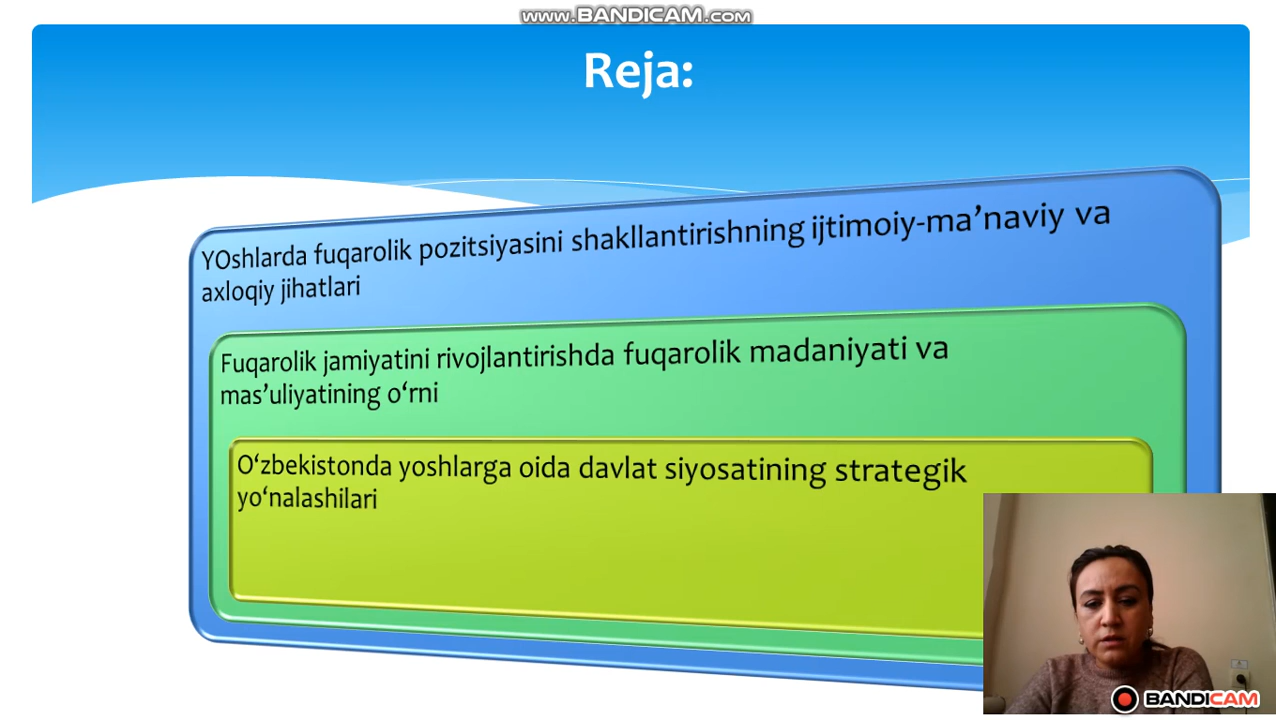 www.BANDICAM.com
Reja:
YOshlarda fuqarolik pozitsiyasini shakllantirishning ijtimoiy-ma’naviy va
axloqiy jihatlari
Fuqarolik jamiyatini rivojlantirishda fuqarolik madaniyati va
mas’uliyatining o‘rni
O‘zbekistonda yoshlarga oida davlat siyosatining strategik
yo‘nalashilari
BANDICAM